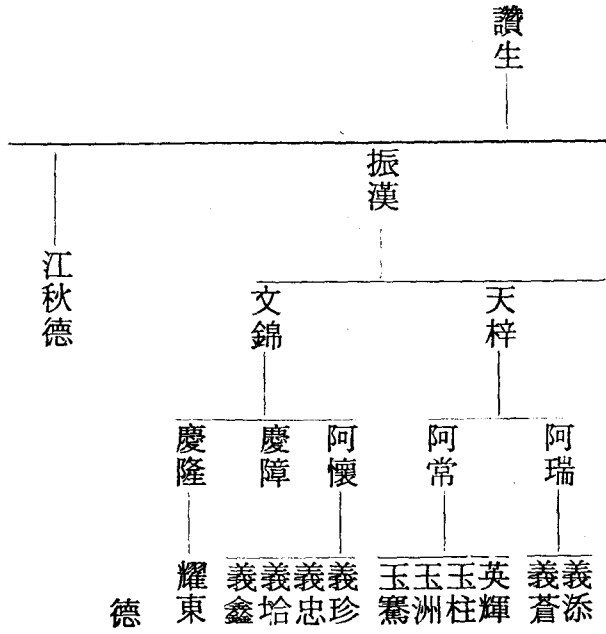 讚生
振漢
江秋德
天梓
文錦
阿瑞
阿常
阿懷
慶障
慶隆
義添
義蒼
英輝
玉柱
玉洲
玉騫
義珍
義忠
義垥
義鑫
耀東
德